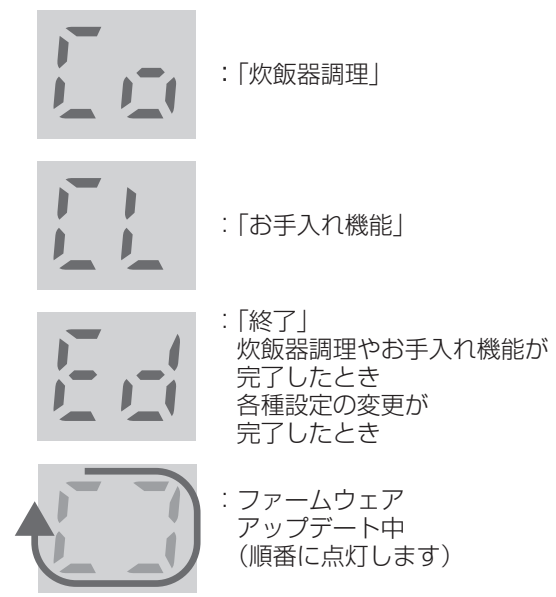 Co
：「炊飯器調理」
CL
：「お手入れ機能」
Ed
：「終了」
炊飯器調理やお手入れ機能が
完了したとき
各種設定の変更が
完了したとき
：ファームウェア
アップデート中
（順番に点灯します）